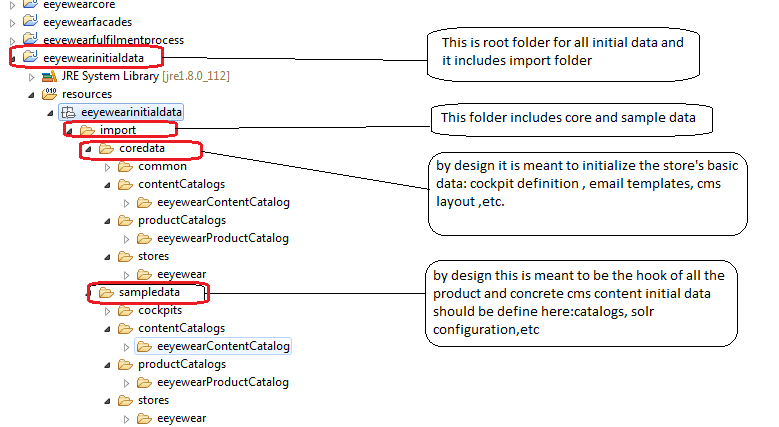 eeyewearcore
eeyewearfacades
eeyewearfulfilmentprocess
eeyewearinitialdata
This is root folder for all initial data and
it includes import folder
JRE System Library [jre1.8.0_112]
resources
eeyewearinitialdata
This folder includes core and sample data
import
coredata
by design it is meant to initialize the store's basic
data: cockpit definition , email templates, cms
layout ,etc.
common
contentCatalogs
eeyewearContentCatalog
productCatalogs
eeyewearProductCatalog
stores
eeyewear
by design this is meant to be the hook of all the
product and concrete cms content initial data
should be define here:catalogs, solr
configuration,etc
sampledata
cockpits
contentCatalogs
eeyewearContentCatalog
productCatalogs
eeyewearProductCatalog
stores
eeyewear